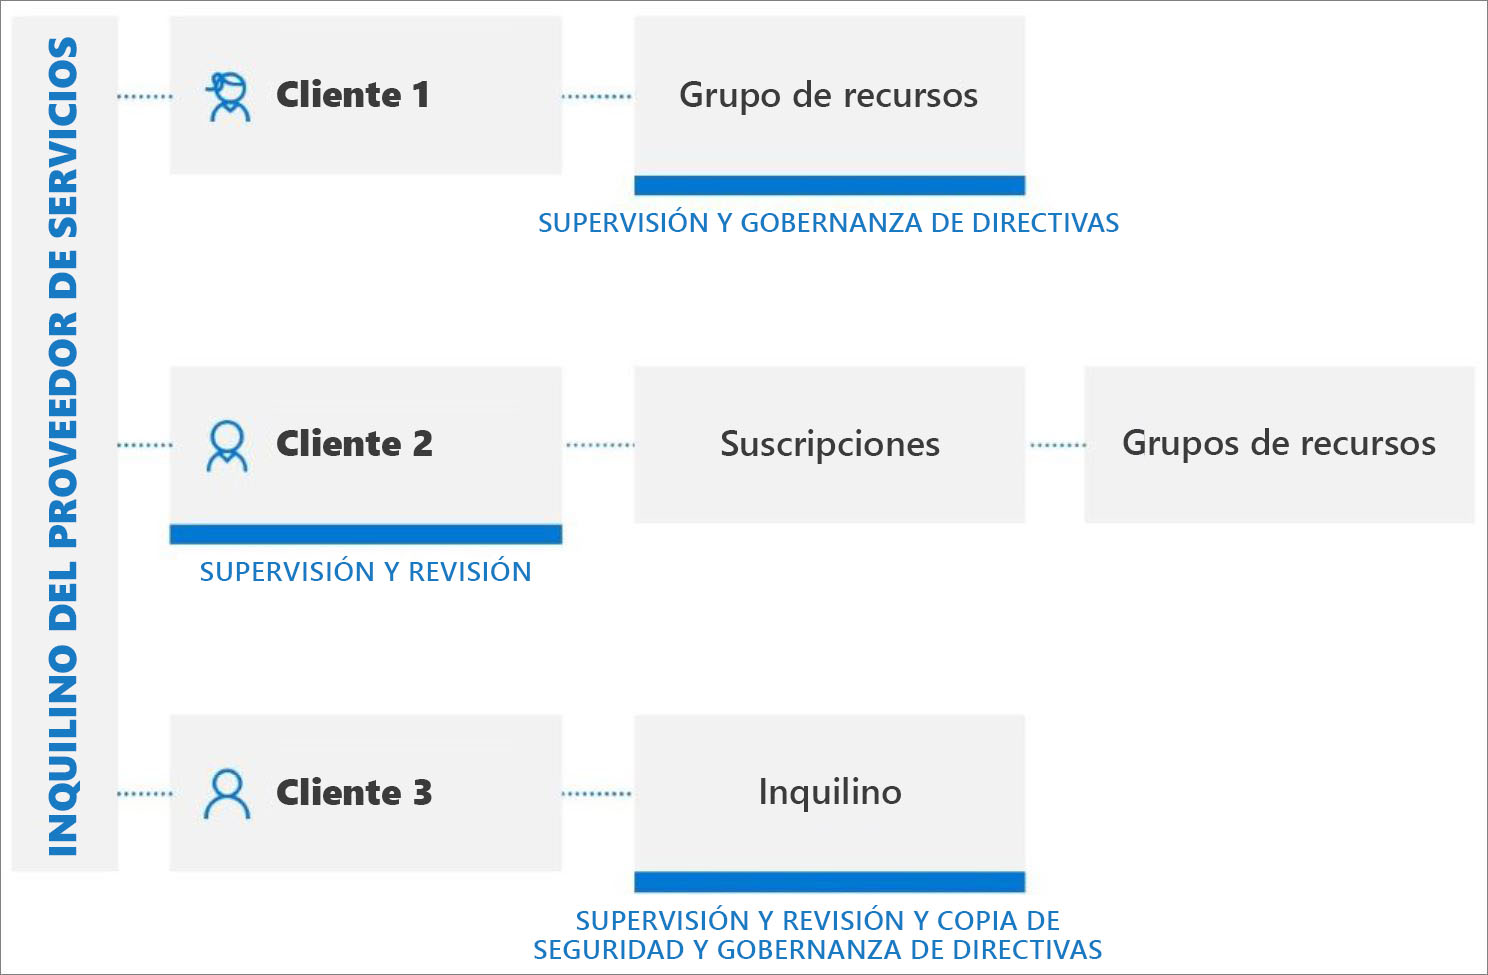 INQUILINO DEL PROVEEDOR DE SERVICIOS
Cliente 1
Grupo de recursos
SUPERVISIÓN Y GOBERNANZA DE DIRECTIVAS
Cliente 2
Suscripciones
Grupos de recursos
SUPERVISIÓN Y REVISIÓN
Cliente 3
Inquilino
SUPERVISIÓN Y REVISIÓN Y COPIA DE
SEGURIDAD Y GOBERNANZA DE DIRECTIVAS